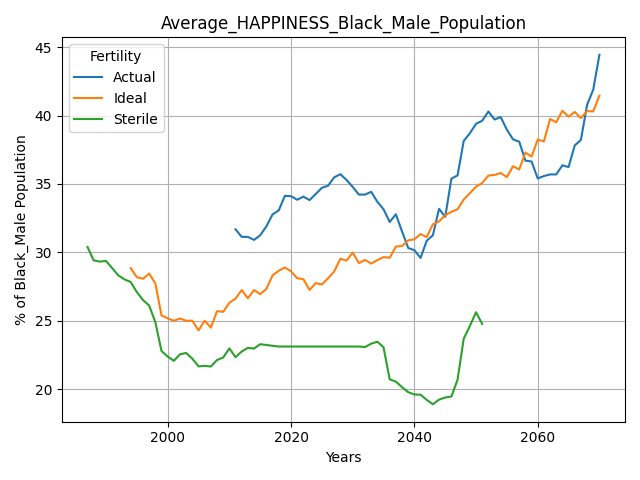 Average_HAPPINESS_Black_Male_Population
Fertility
Actual
Ideal
Sterile
% of Black_Male Population
45
40
35
30
25
20
2000
2020
2040
2060
Years